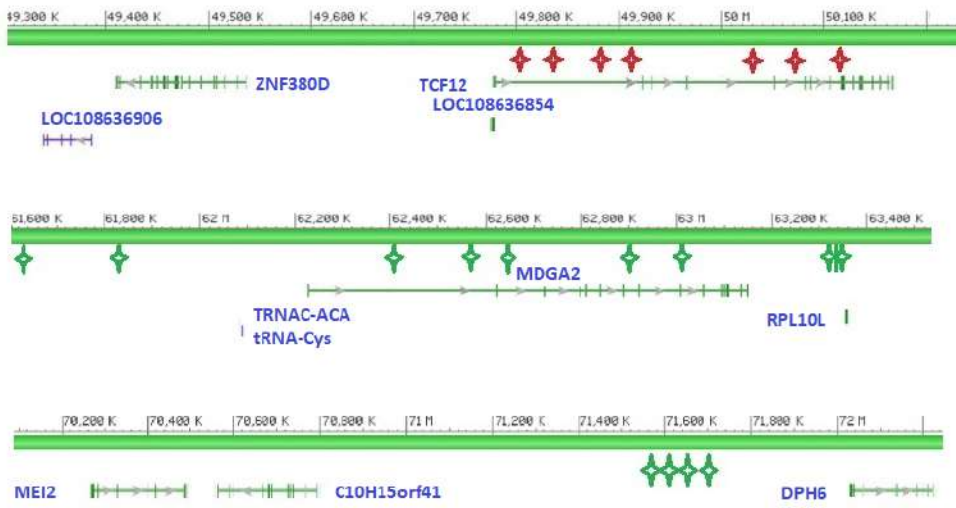 49,300 K 49,400 K 49,500 K 49,600 K 49,700 K 49,800 K 49,900 K 50 M 50,100 K
ZNF380D TCF12
LOC108636854
LOC108636906
61,600 K 61,800 K 62 M 62,200 K 62,400 K 62,600 K 62,800 K 63 M 63,200 K 63,400 K
MDGA2
TRNAC-ACA RPL10L
tRNA-Cys
70,200 K 70,400 K 70,600 K 70,800 K 71 M 71,200 K 71,400 K 71,600 K 71,800 K 72 M
MEI2 C10H15orf41 DPH6